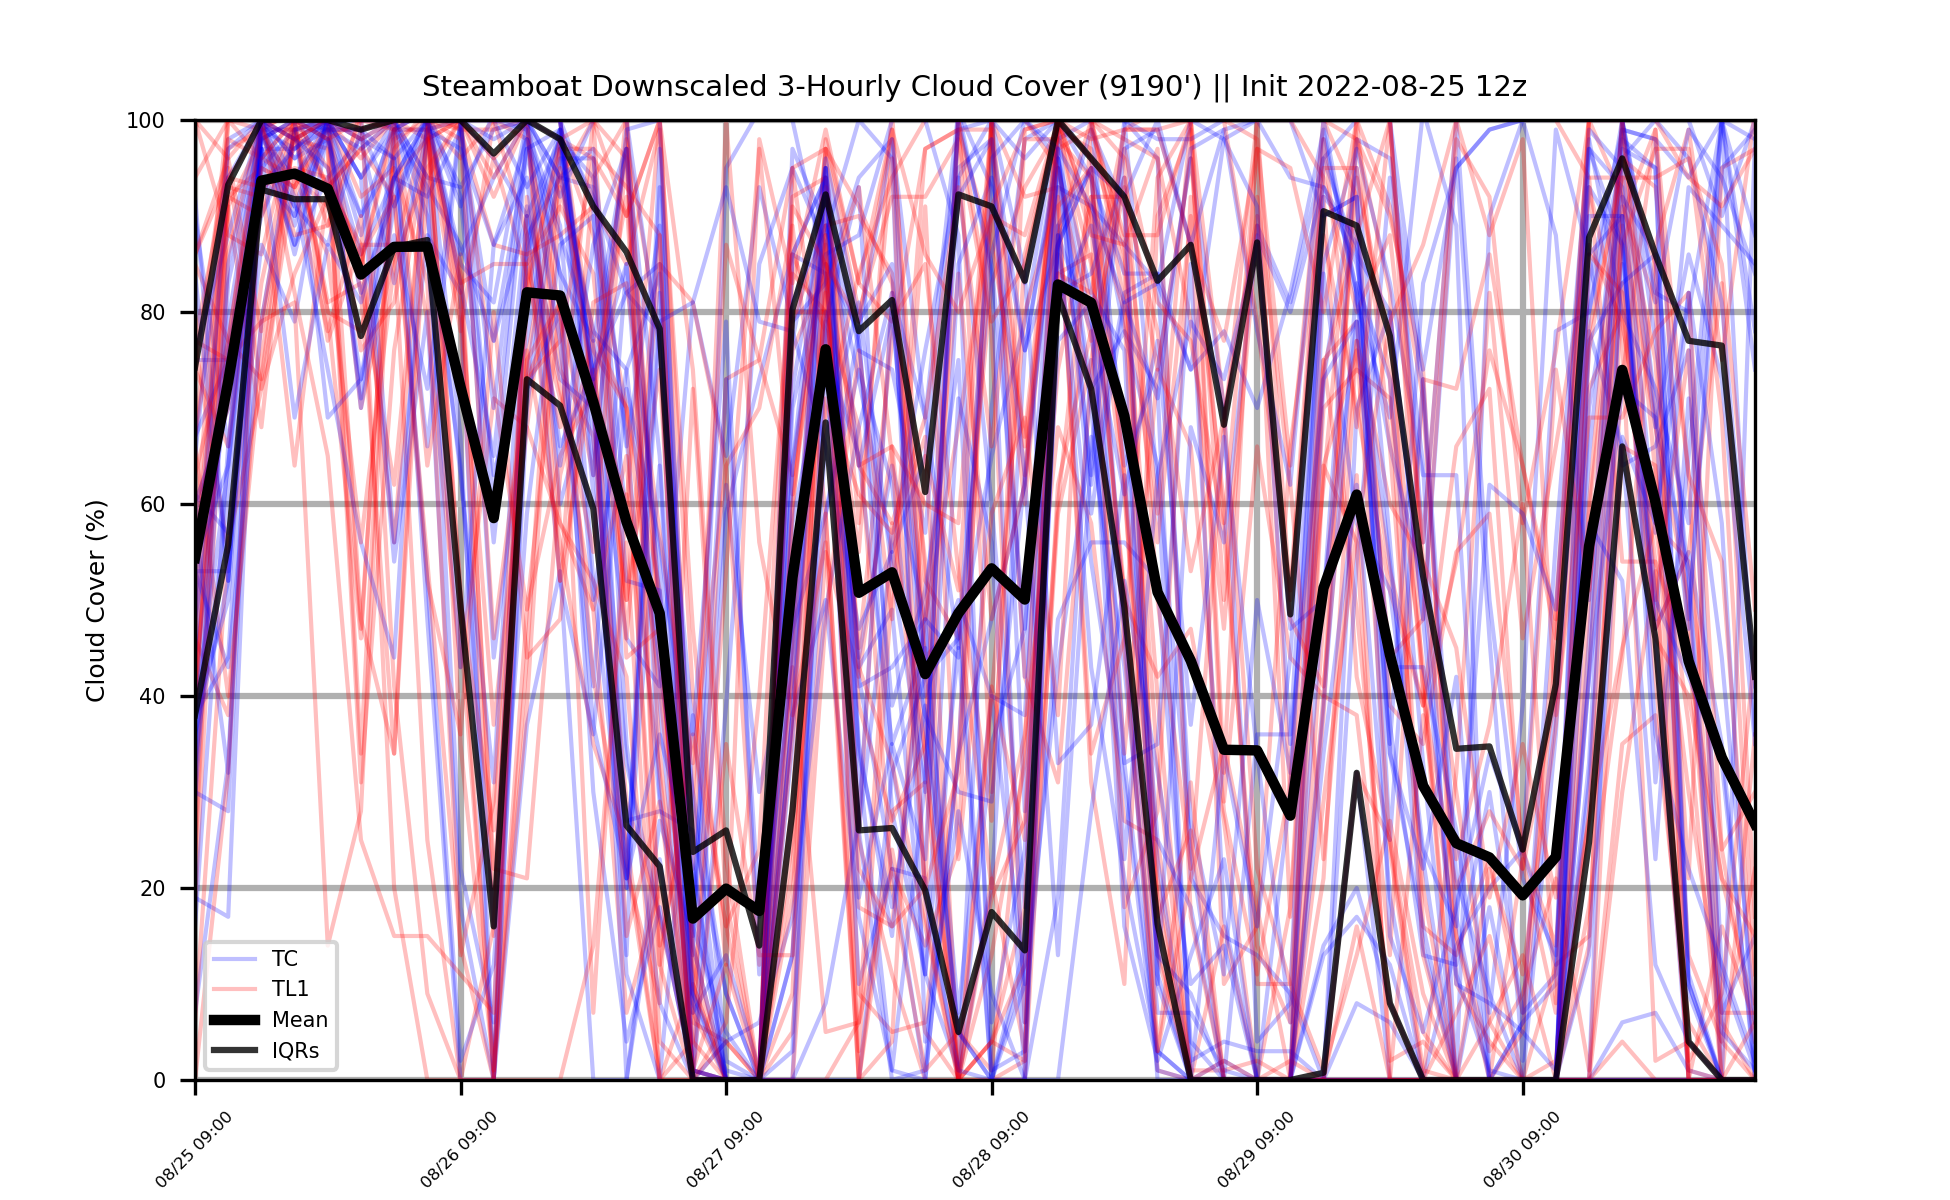 Steamboat Downscaled 3-Hourly Cloud Cover (9190') || Init 2022-08-25 12z
Cloud Cover (%)
100
80
60
40
20
0
TC
TL1
Mean
IQRs
08/25 09:00
08/26 09:00
08/27 09:00
08/28 09:00
08/29 09:00
08/30 09:00